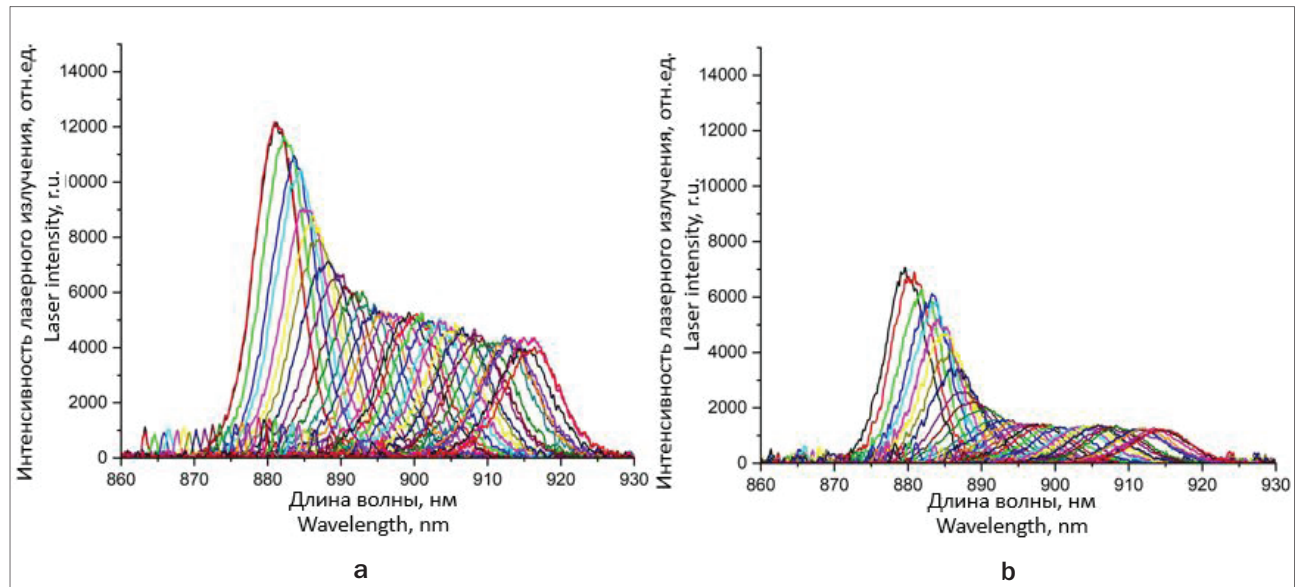 Интенсивность лазерного излучения, отн.ед.
Laser intensity, r.u.
14000
12000
10000
8000
6000
4000
2000
0
860 870 880 890 900 910 920 930
Длина волны, нм
Wavelength, nm
a
Интенсивность лазерного излучения, отн.ед.
Laser intensity, r.u.
14000
12000
10000
8000
6000
4000
2000
0
860 870 880 890 900 910 920 930
Длина волны, нм
Wavelength, nm
b